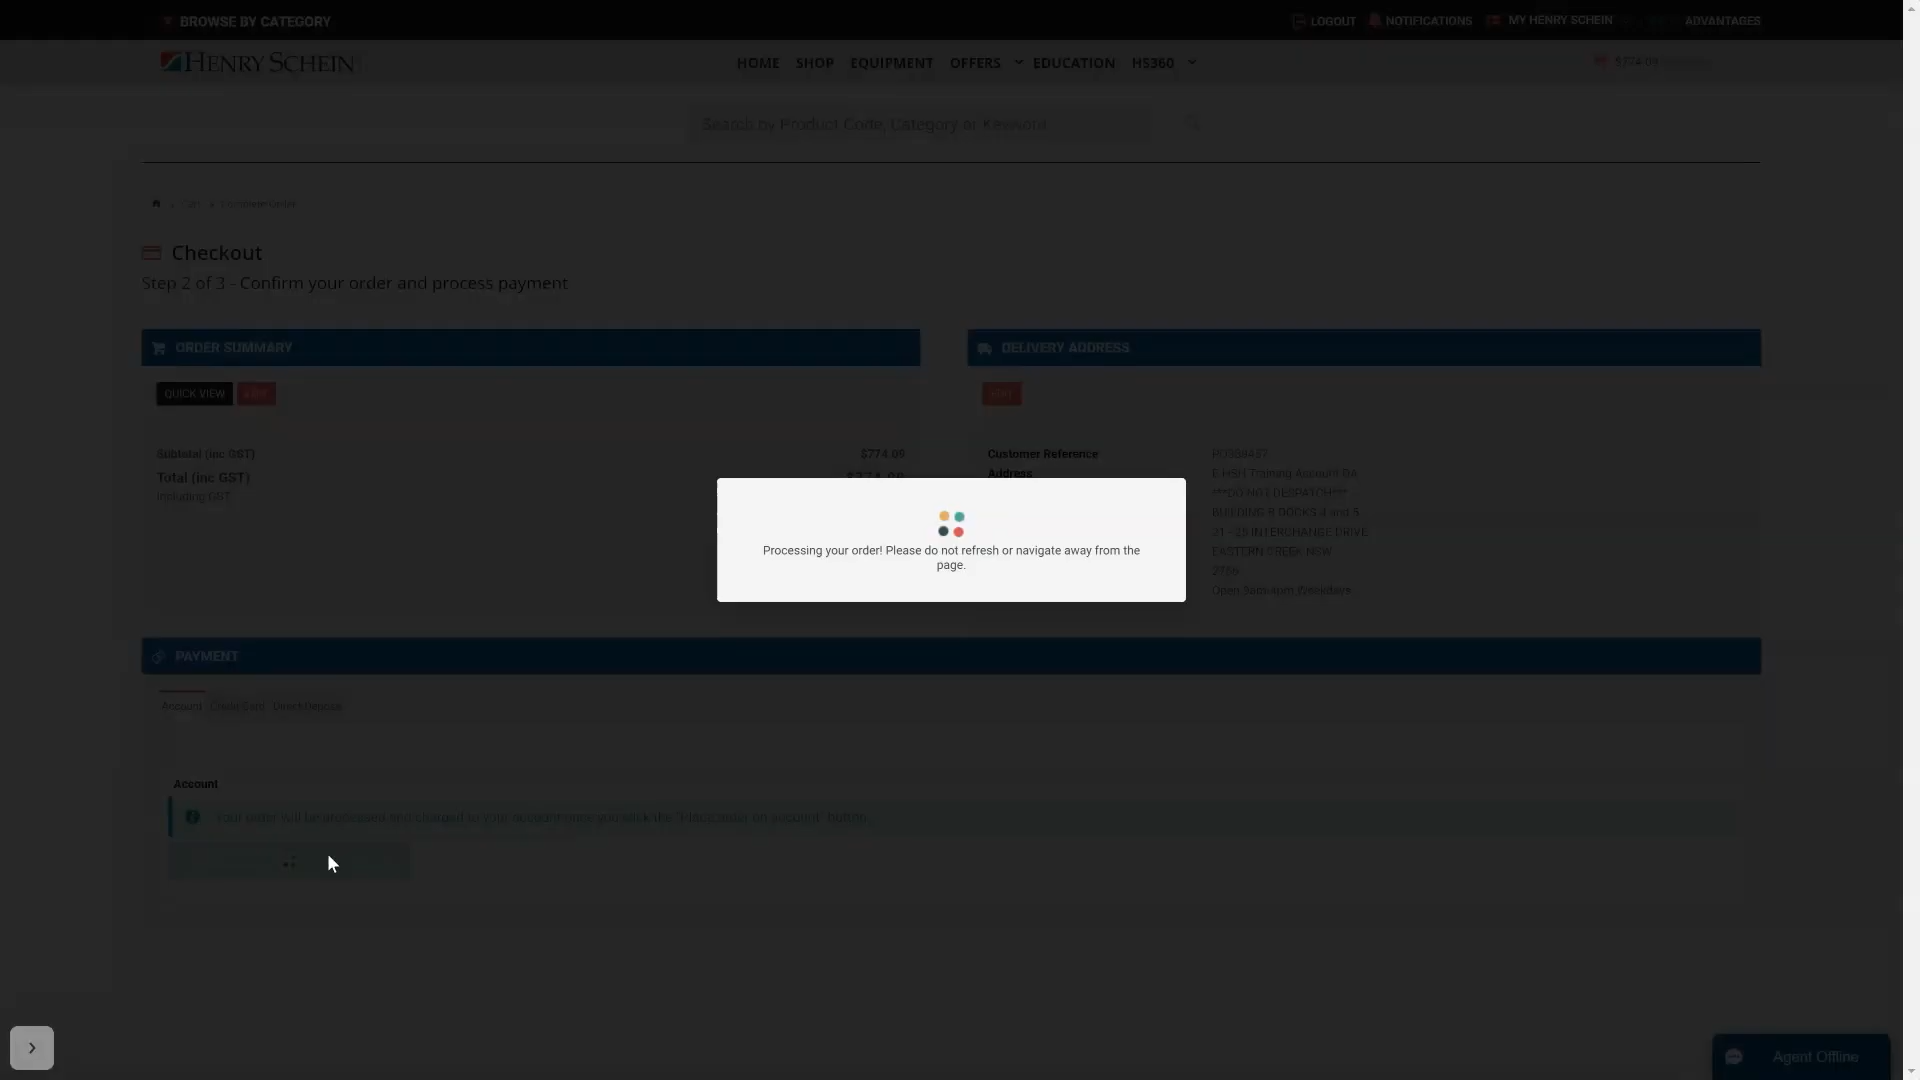 BROWSE BY CATEGORY
LOGOUT NOTIFICATIONS MY HENRY SCHEIN ADVANTAGES
HENRY SCHEIN
HOME SHOP EQUIPMENT OFFERS EDUCATION HS360
$774.09
Search by Product Code, Category or Keyword
Checkout
Step 2 of 3 - Confirm your order and process payment
ORDER SUMMARY
DELIVERY ADDRESS
QUICK VIEW EDIT
EDIT
Subtotal (inc GST) $774.09
Total (inc GST) $774.09
Including GST
Customer Reference
Address
E HSH Training Account DA
***DO NOT DESPATCH***
BUILDING B DOCKS 4 and 5
21 - 25 INTERCHANGE DRIVE
EASTERN CREEK NSW
Processing your order! Please do not refresh or navigate away from the
page.
PAYMENT
Account Credit Card Direct Deposit
Account
Your order will be processed and charged to your account once you click the "Place order on account" button.
Agent Offline